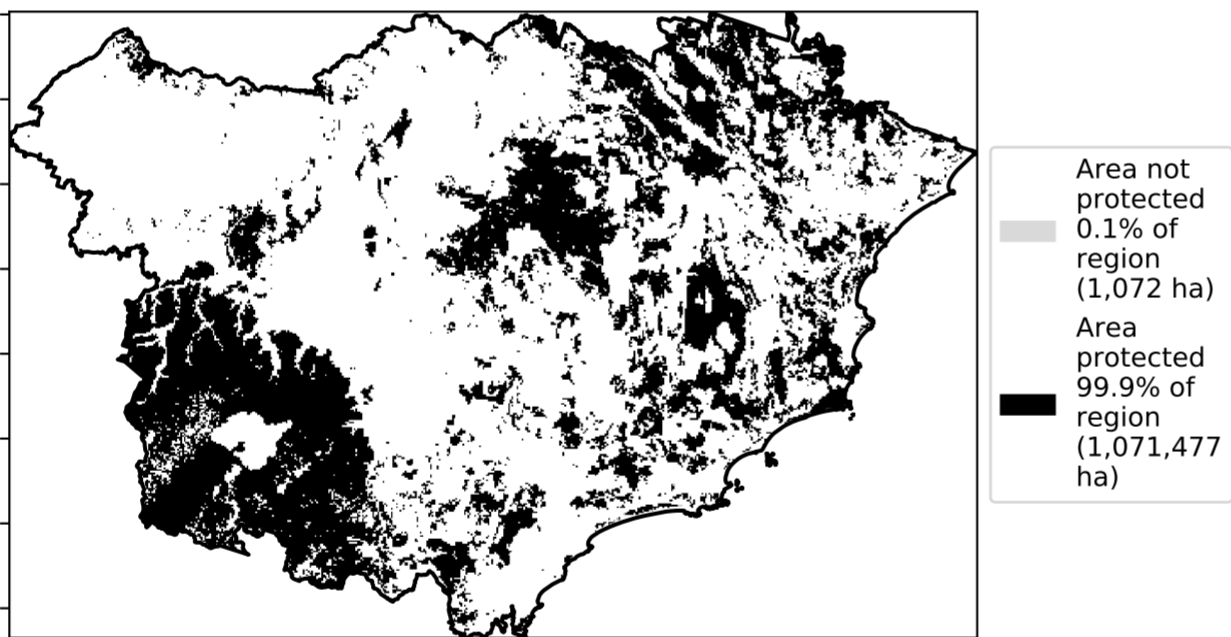 Area not
protected
0.1% of
region
(1,072 ha)
Area
protected
99.9% of
region
(1,071,477
ha)